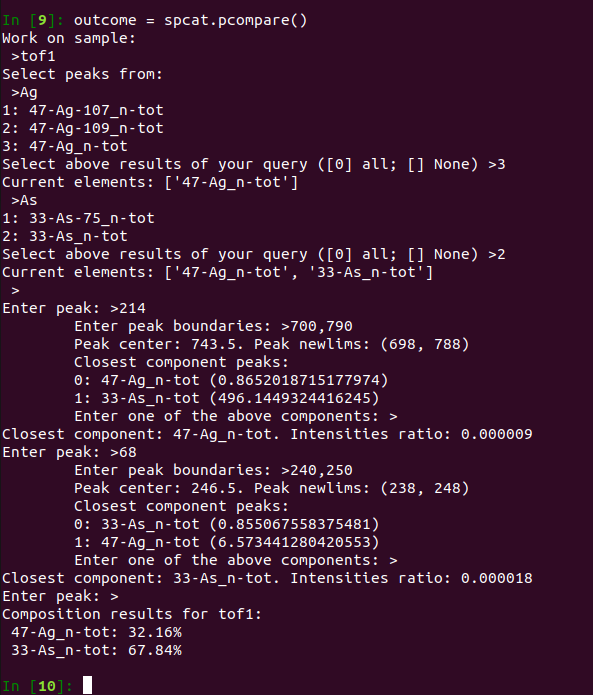 In [9]: outcome = spcat.pcompare()
Work on sample:
 >tof1
Select peaks from:
 >Ag
1: 47-Ag-107_n-tot
2: 47-Ag-109_n-tot
3: 47-Ag_n-tot
Select above results of your query ([0] all; [] None) >3
Current elements: ['47-Ag_n-tot']
 >As
1: 33-As-75_n-tot
2: 33-As_n-tot
Select above results of your query ([0] all; [] None) >2
Current elements: ['47-Ag_n-tot', '33-As_n-tot']
 >
Enter peak: >214
        Enter peak boundaries: >700,790
        Peak center: 743.5. Peak newlims: (698, 788)
        Closest component peaks:
        0: 47-Ag_n-tot (0.8652018715177974)
        1: 33-As_n-tot (496.1449324416245)
        Enter one of the above components: >
Closest component: 47-Ag_n-tot. Intensities ratio: 0.000009
Enter peak: >68
        Enter peak boundaries: >240,250
        Peak center: 246.5. Peak newlims: (238, 248)
        Closest component peaks:
        0: 33-As_n-tot (0.855067558375481)
        1: 47-Ag_n-tot (6.573441280420553)
        Enter one of the above components: >
Closest component: 33-As_n-tot. Intensities ratio: 0.000018
Enter peak: >
Composition results for tof1:
 47-Ag_n-tot: 32.16%
 33-As_n-tot: 67.84%
In [10]: